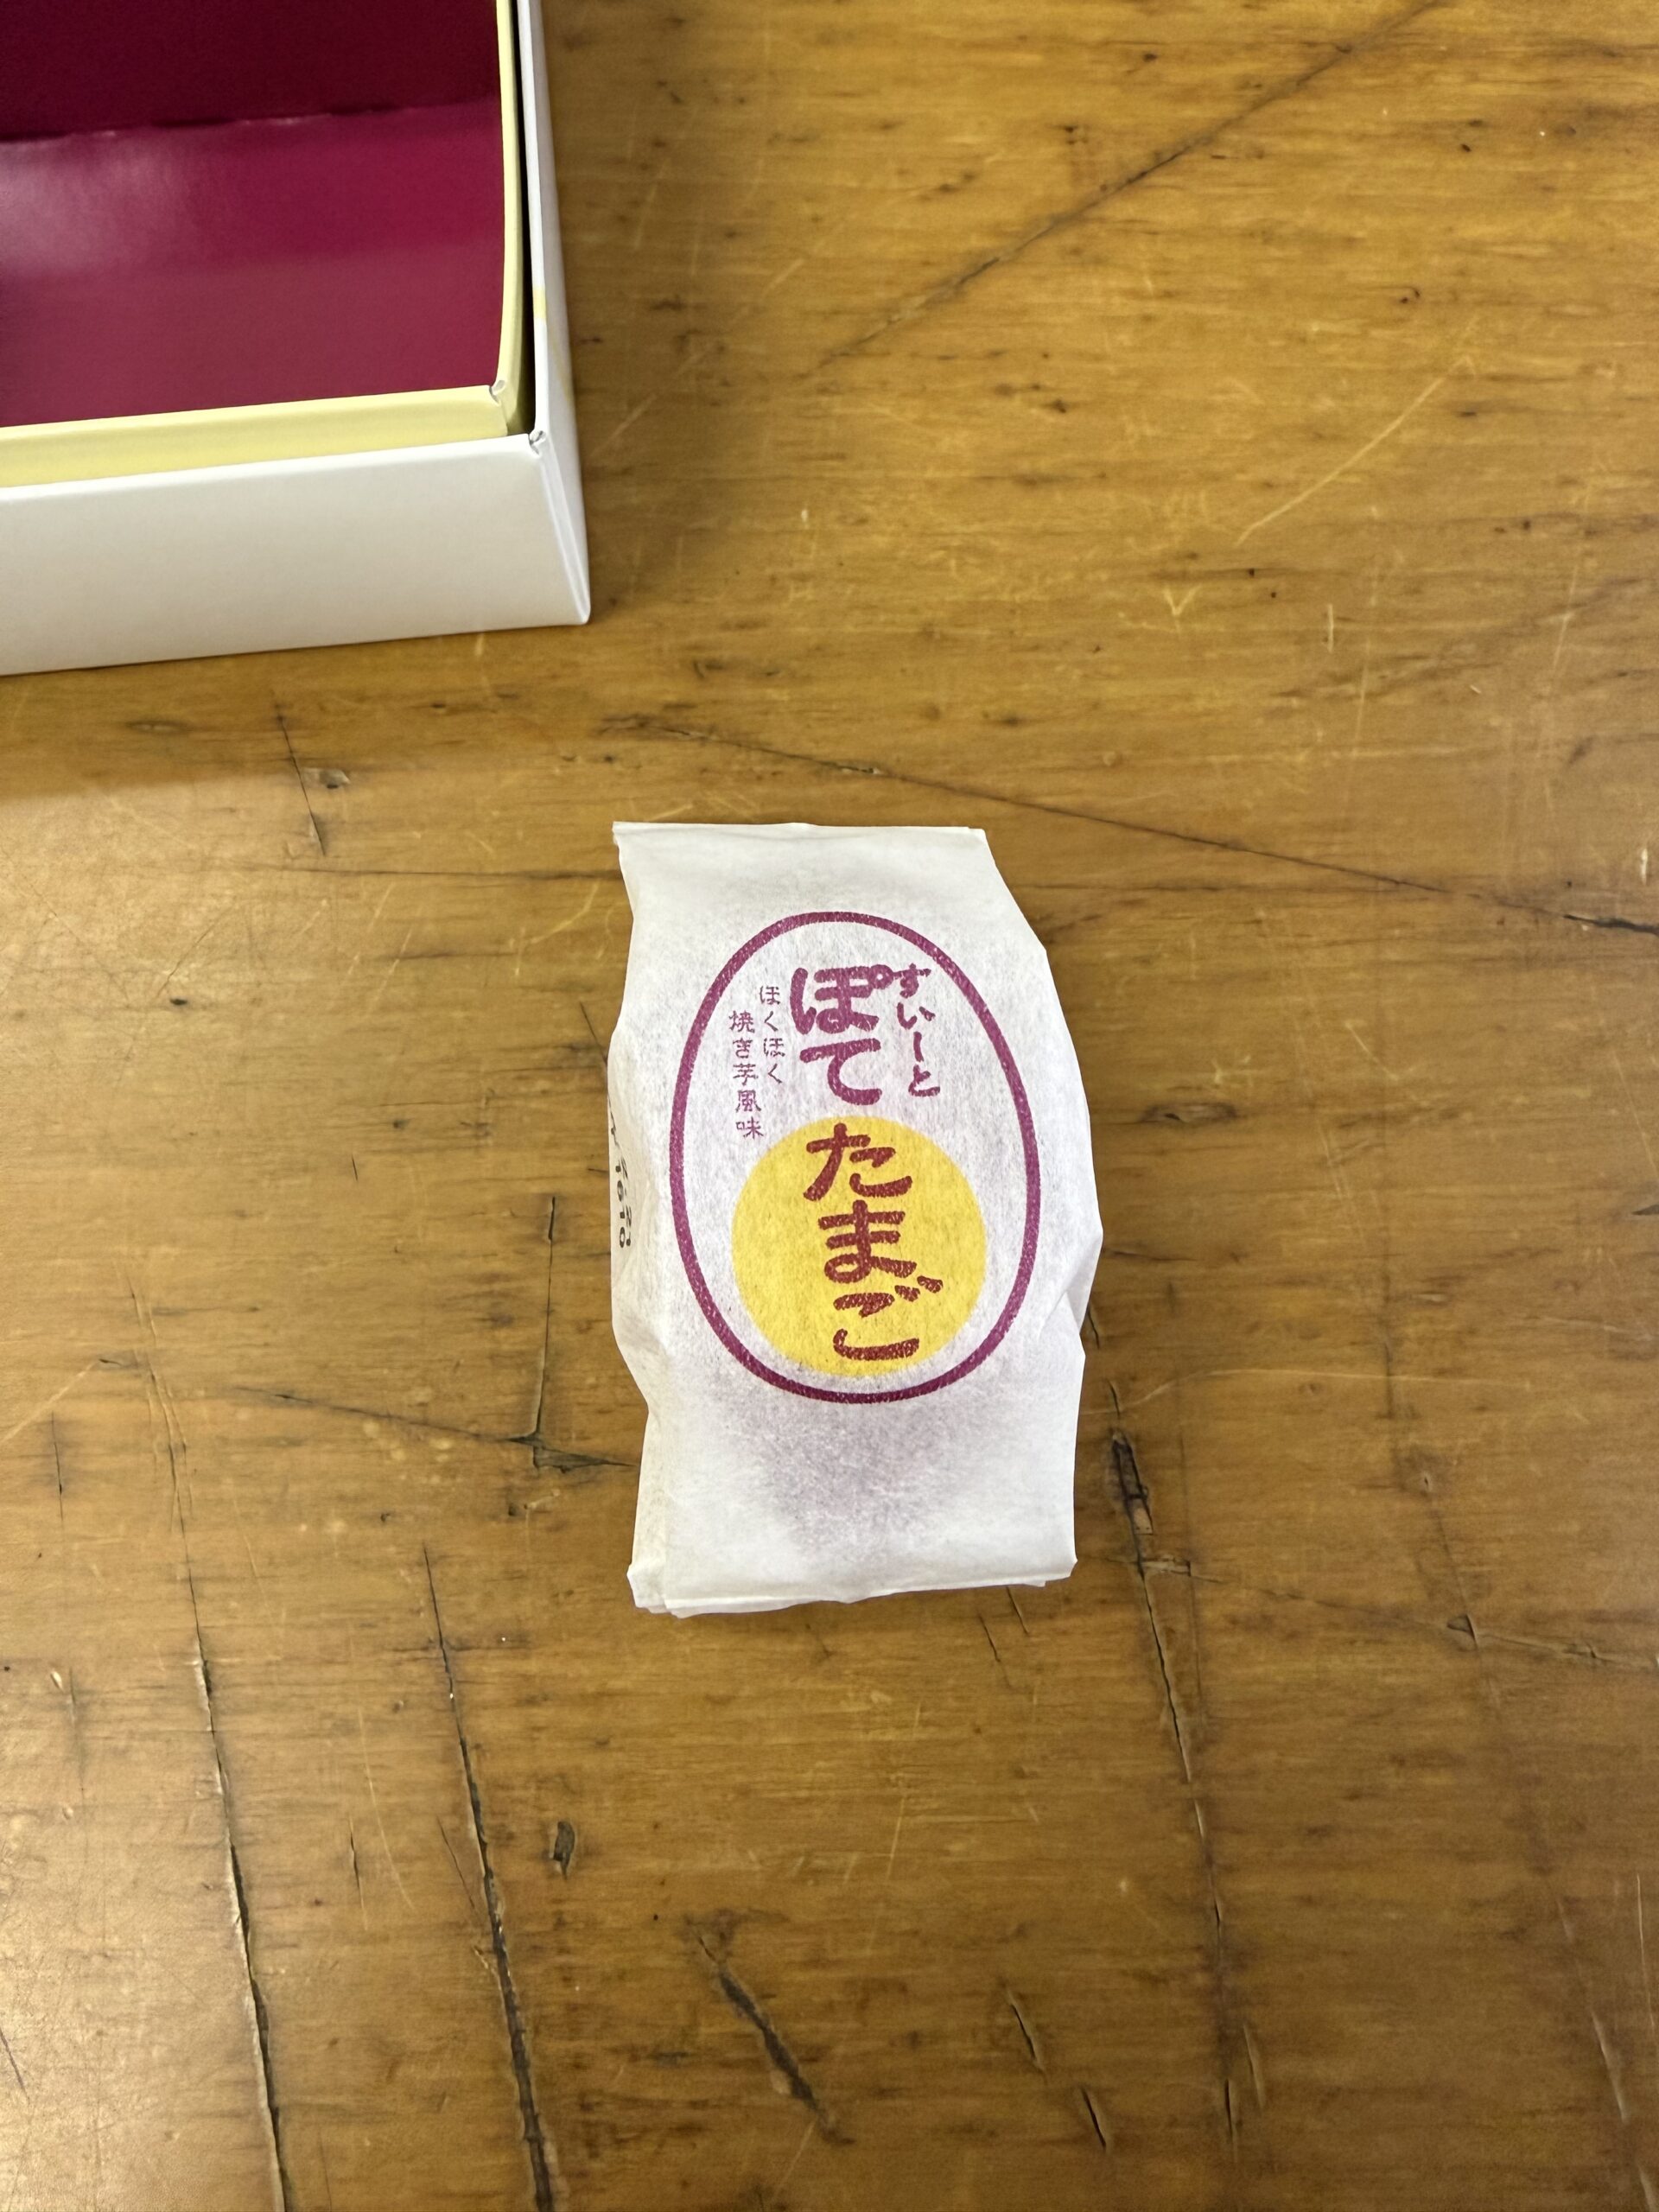 すいーと
ぽて
たまご
ほくほく
焼き芋風味